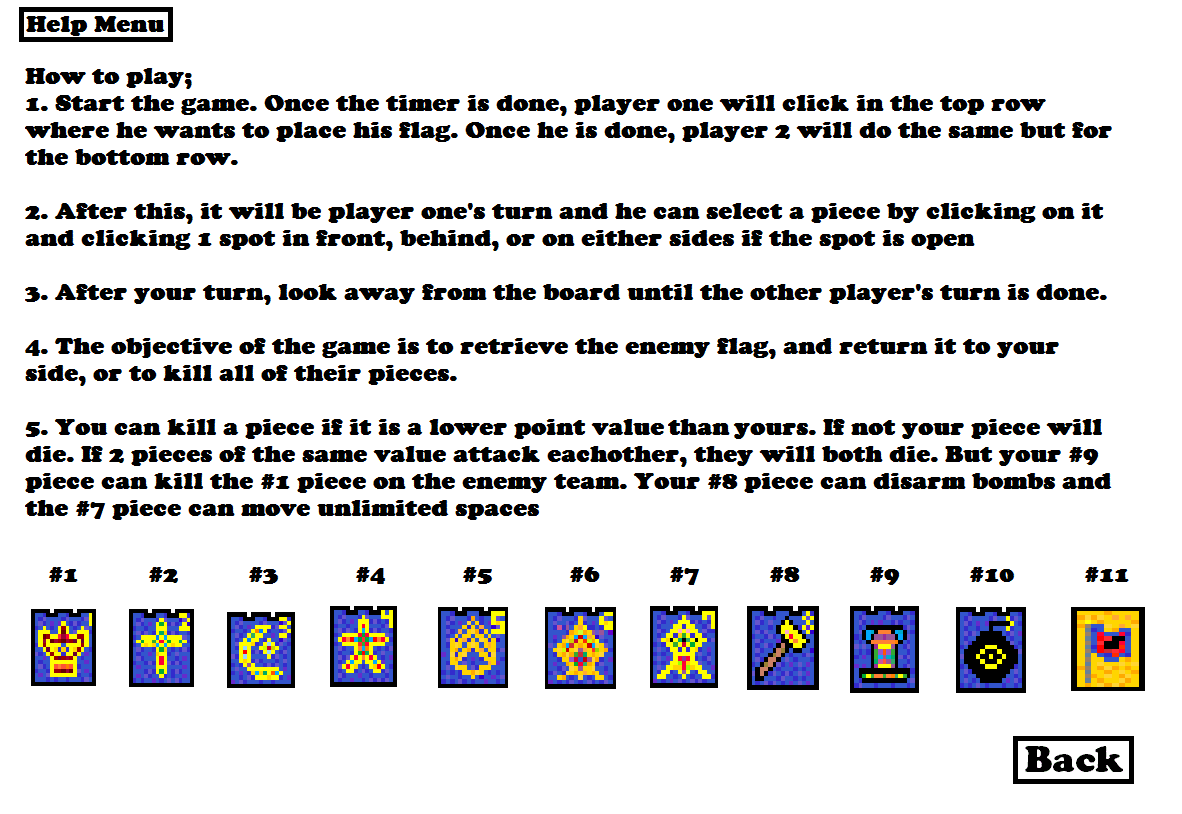 Help Menu
How to play;
1. Start the game. Once the timer is done, player one will click in the top row
where he wants to place his flag. Once he is done, player 2 will do the same but for
the bottom row.
2. After this, it will be player one's turn and he can select a piece by clicking on it
and clicking 1 spot in front, behind, or on either sides if the spot is open
3. After your turn, look away from the board until the other player's turn is done.
4. The objective of the game is to retrieve the enemy flag, and return it to your
side, or to kill all of their pieces.
5. You can kill a piece if it is a lower point value than yours. If not your piece will
die. If 2 pieces of the same value attack eachother, they will both die. But your #9
piece can kill the #1 piece on the enemy team. Your #8 piece can disarm bombs and
the #7 piece can move unlimited spaces
#1 #2 #3 #4 #5 #6 #7 #8 #9 #10 #11
1 2 3 4 5 6 7 8
Back